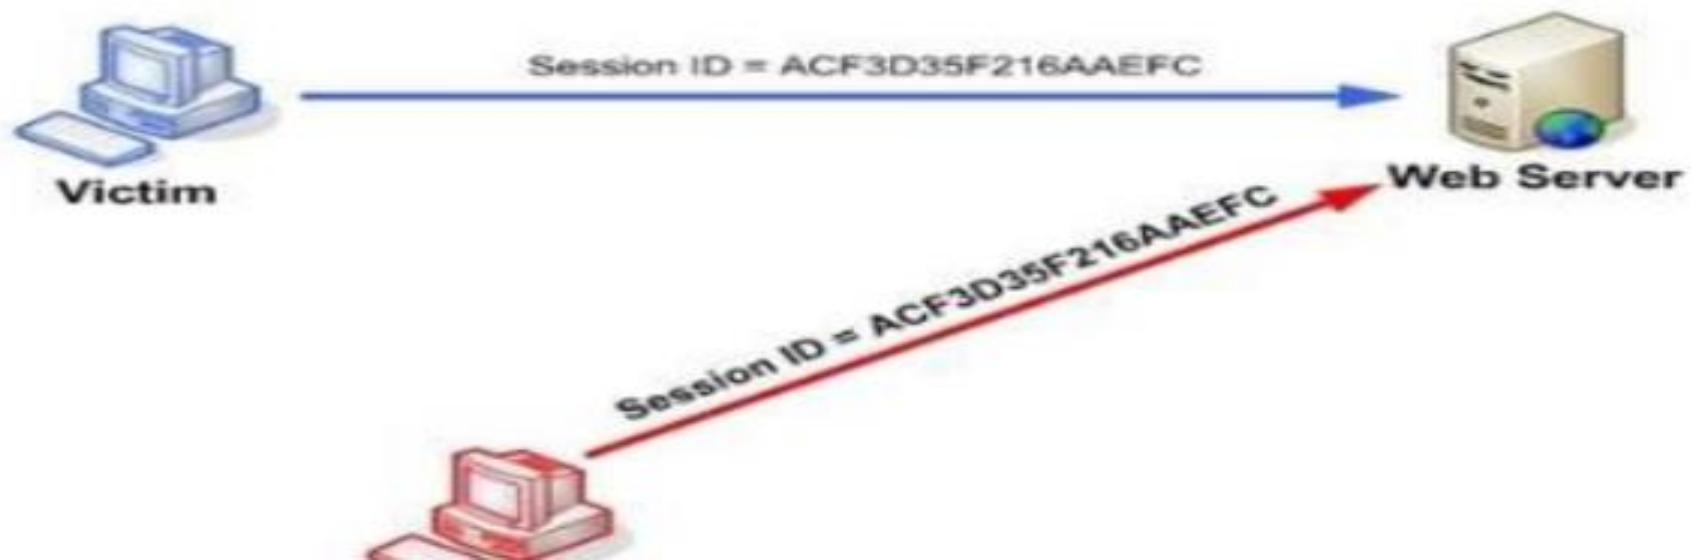 Session ID = ACF3D35F216AAEFC
Victim
Web Server
Session ID = ACF3D35F216AAEFC